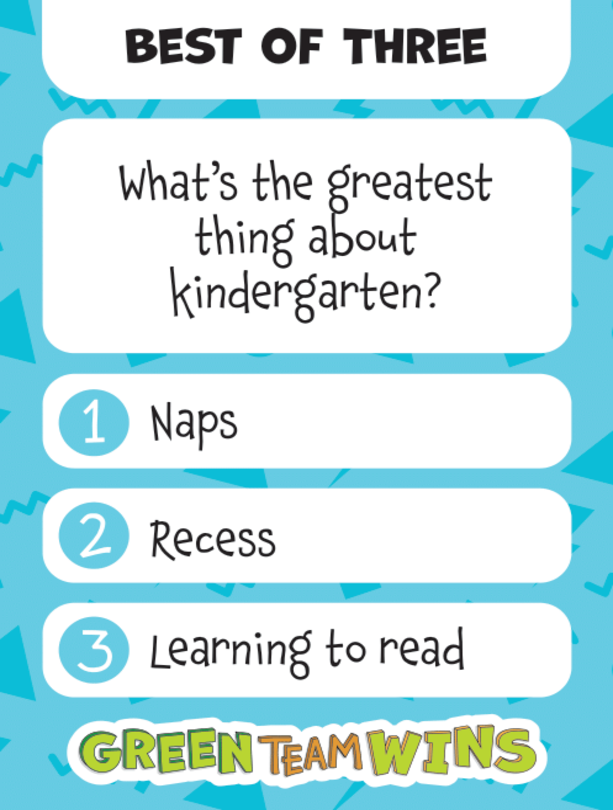 BEST OF THREE
What's the greatest
thing about
kindergarten?
1 Naps
2 Recess
3 Learning to read
GREEN TEAM WINS